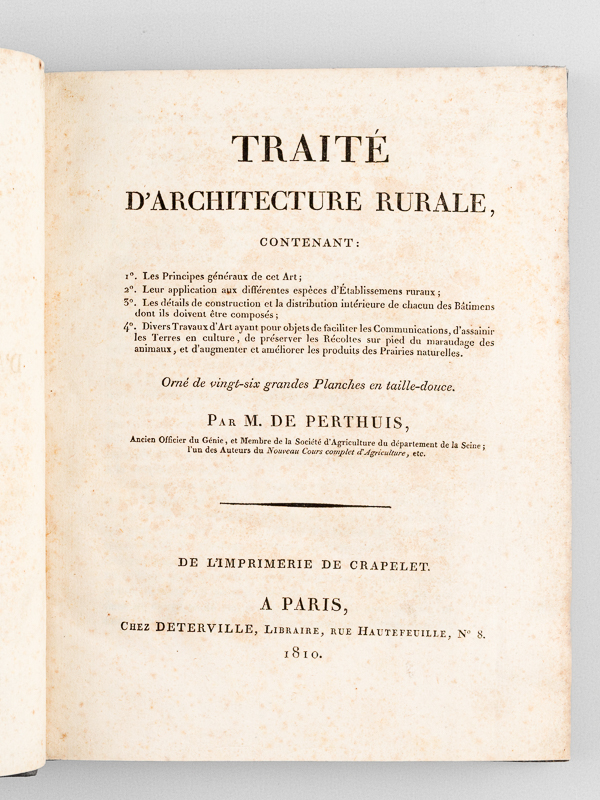 TRAITÉ
D'ARCHITECTURE RURALE,
CONTENANT:
1°. Les Principes généraux de cet Art;
2°. Leur application aux différentes espèces d'Établissemens ruraux;
3°. Les détails de construction et la distribution intérieure de chacun des Bâtimens
dont ils doivent être composés;
4°. Divers Travaux d'Art ayant pour objets de faciliter les Communications, d'assainir
les Terres en culture, de préserver les Récoltes sur pied du maraudage des
animaux, et d'augmenter et améliorer les produits des Prairies naturelles.
Orné de vingt-six grandes Planches en taille-douce.
PAR M. DE PERTHUIS,
Ancien Officier du Génie, et Membre de la Société d'Agriculture du département de la Seine;
l'un des Auteurs du Nouveau Cours complet d'Agriculture, etc.
DE L'IMPRIMERIE DE CRAPELET.
A PARIS,
CHEZ DETERVILLE, LIBRAIRE, RUE HAUTEFEUILLE, N° 8.
1810.